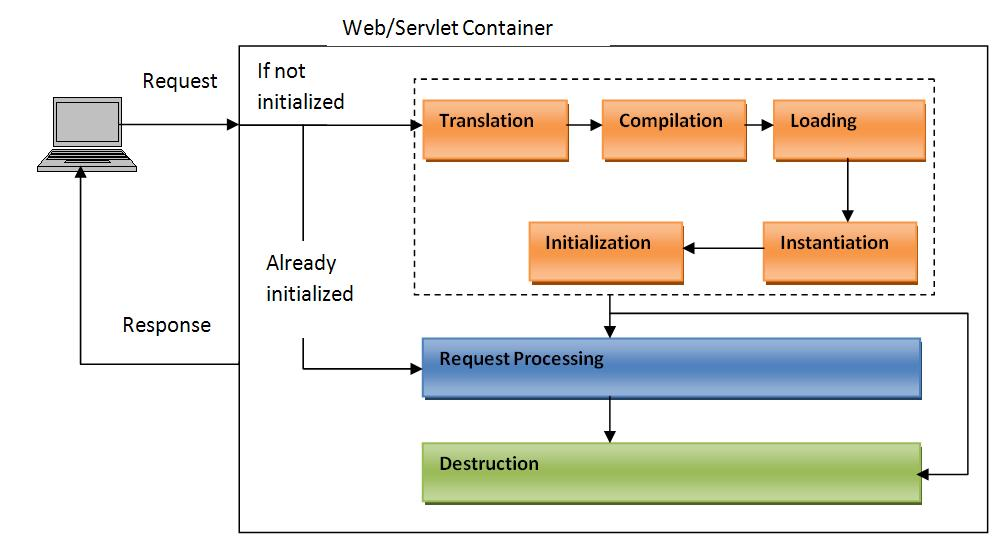 Web/Servlet Container
Request
If not
initialized
Translation
Compilation
Loading
Initialization
Instantiation
Already
initialized
Response
Request Processing
Destruction